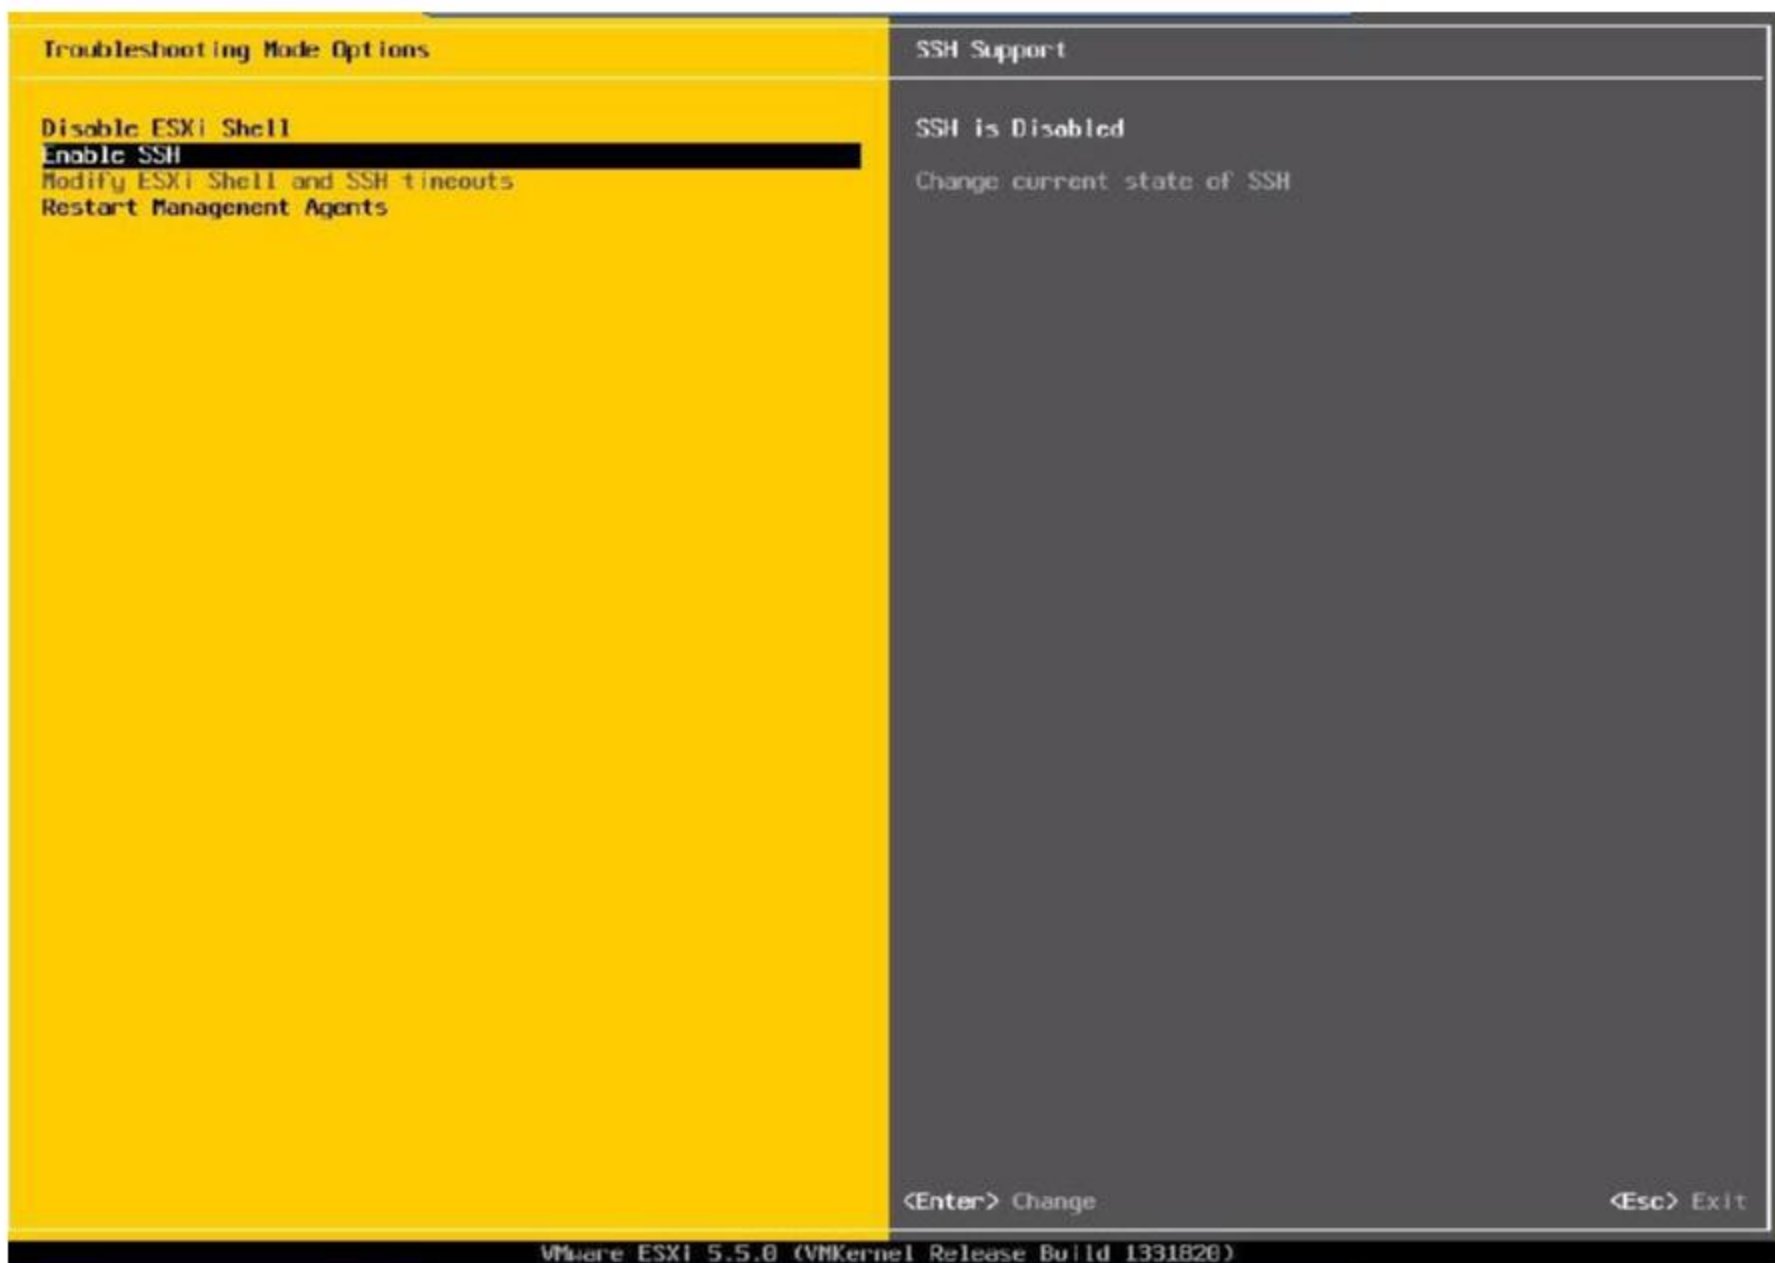 Troubleshooting Mode Options
Disable ESXi Shell
Enable SSH
Modify ESXi Shell and SSH timeouts
Restart Management Agents
SSH Support
SSH is Disabled
Change current state of SSH
<Enter> Change
<Esc> Exit
VMware ESXi 5.5.0 (VMKernel Release Build 1331820)